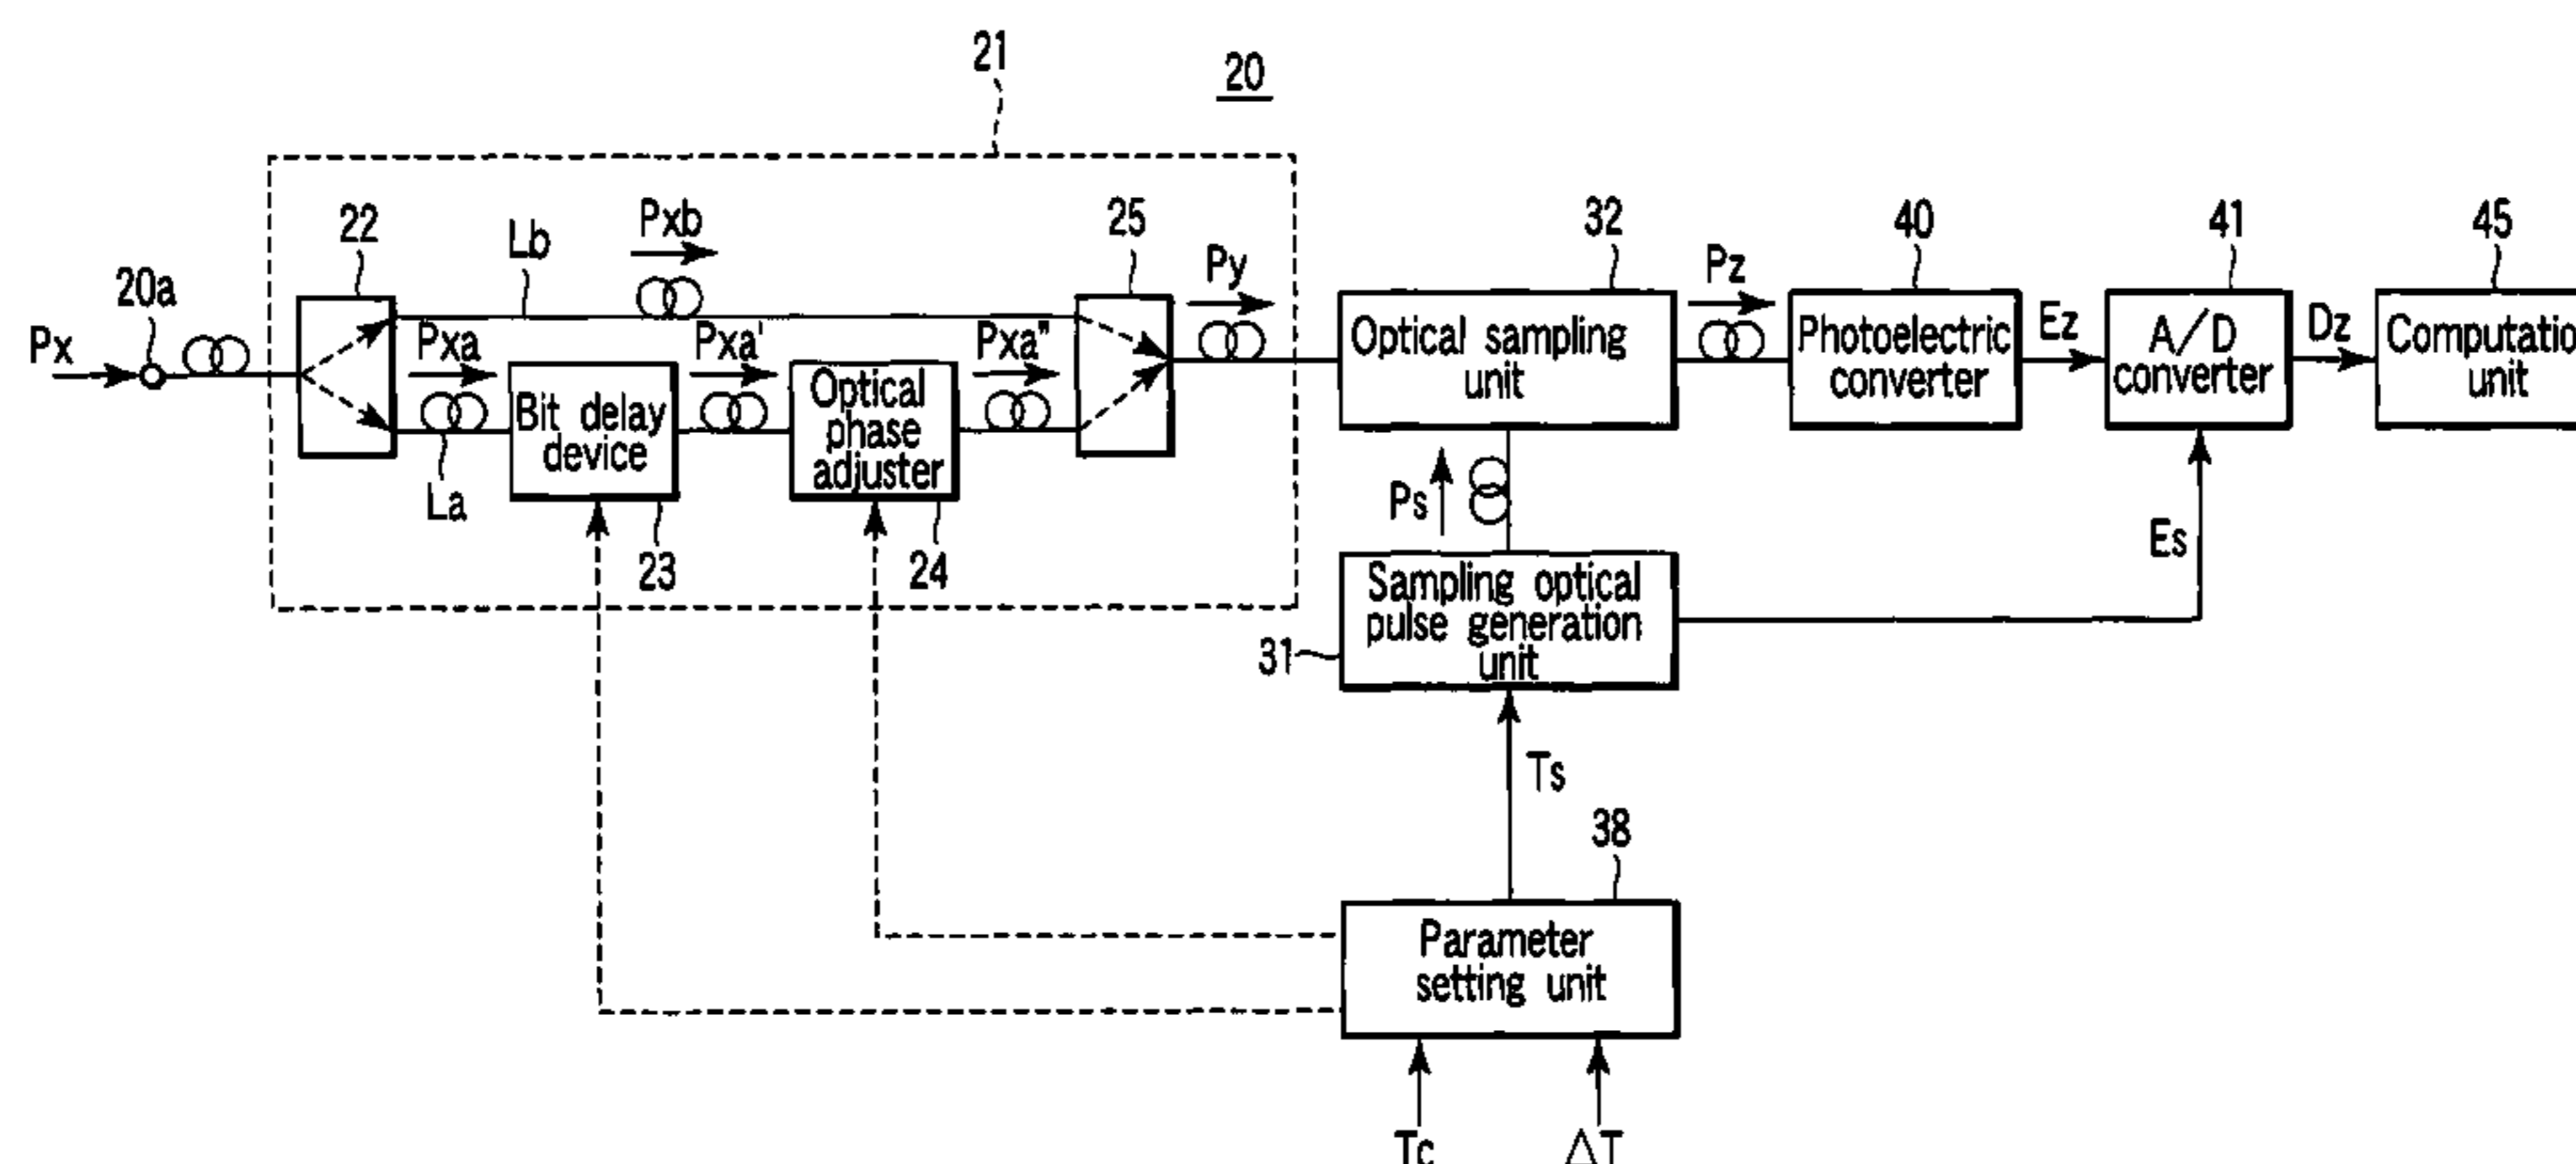 21
20
22
Lb
Pxb
25
32
40
41
45
20a
Px
Pxa
Pxa'
Pxa"
Py
Pz
Ez
Dz
Bit delay
device
Optical
phase
adjuster
Optical sampling
unit
Photoelectric
converter
A/D
converter
Computatio
unit
La
23
24
Ps
Es
Sampling optical
pulse generation
unit
31
Ts
38
Parameter
setting unit
Tc
△T